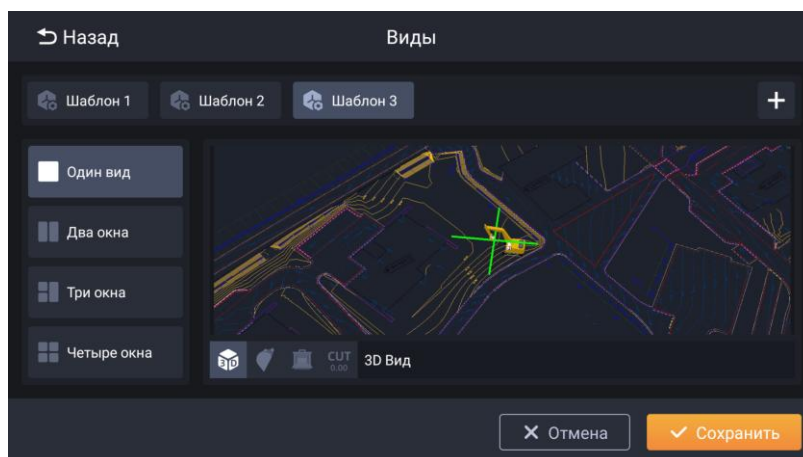 Назад
Виды
Шаблон 1
Шаблон 2
Шаблон 3
+
Один вид
Два окна
Три окна
Четыре окна
3D
CUT
0.00
3D Вид
Отмена
Сохранить